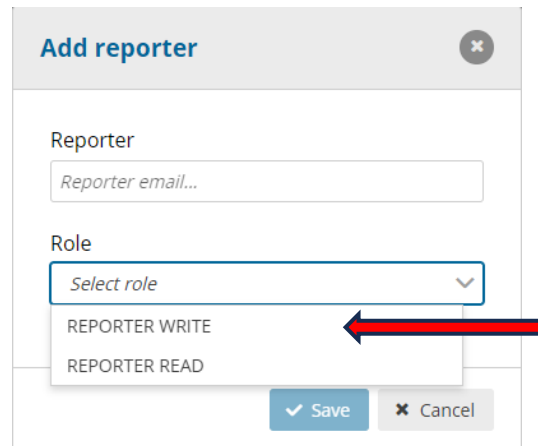 Add reporter
Reporter
Reporter email...
Role
Select role
REPORTER WRITE
REPORTER READ
Save
Cancel